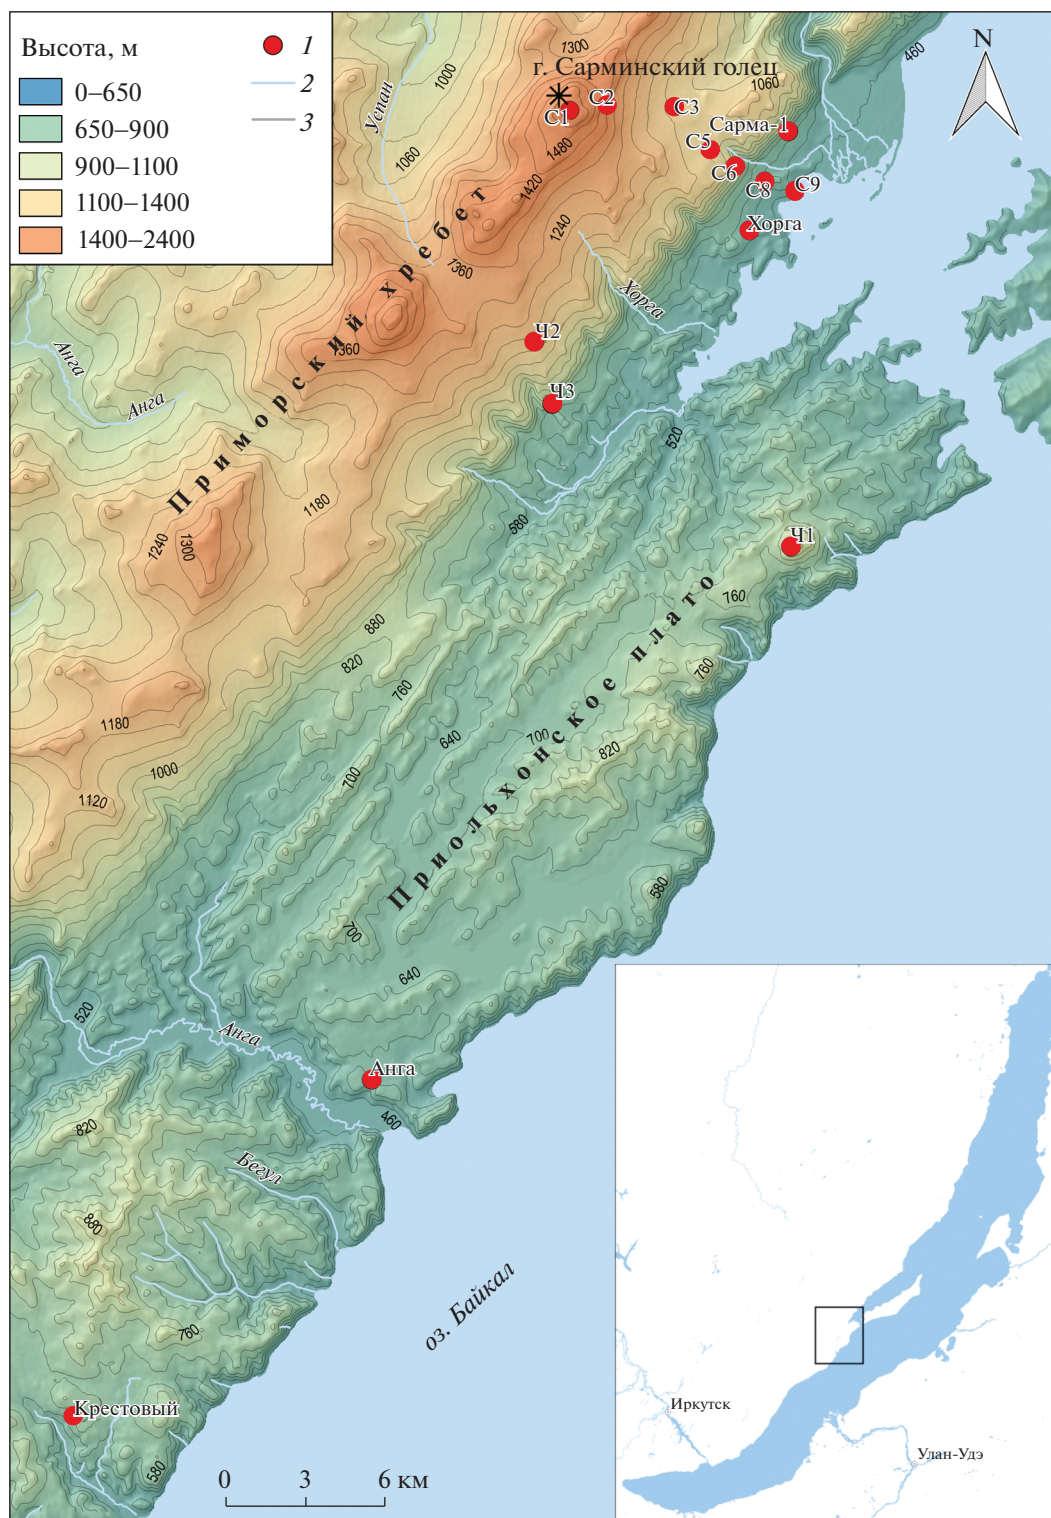 Высота, м
0–650
650–900
900–1100
1100–1400
1400–2400
1
2
3
N
460
1300
1000
г. Сарминский голец
1060
Успан
С1
С2
С3
Сарма-1
1480
С5
1060
С6
С8
С9
1420
Хорга
1240
1360
Приморский хребет
Хорга
1360
Ч2
Анга
Анга
Ч3
520
1180
1240
1300
580
Ч1
760
Приольхонское плато
880
820
760
760
1180
640
700
820
1000
700
1120
580
700
640
520
Анга
Анга
460
820
Бегул
880
оз. Байкал
760
Крестовый
580
0 3 6 км
Иркутск
Улан-Удэ